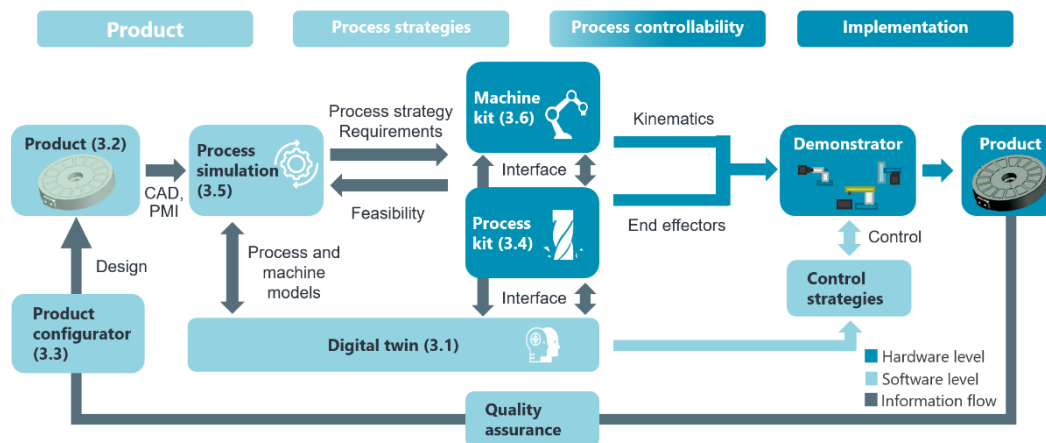 Product
Process strategies
Process controllability
Implementation
Product (3.2)
CAD,
PMI
Process
simulation
(3.5)
Process strategy
Requirements
Feasibility
Machine
kit (3.6)
Interface
Process
kit (3.4)
Interface
Kinematics
End effectors
Demonstrator
Product
Control
Control
strategies
Design
Process and
machine
models
Product
configurator
(3.3)
Digital twin (3.1)
Hardware level
Software level
Information flow
Quality
assurance